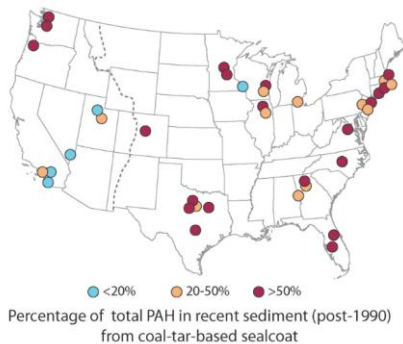 <20% 20-50% >50%
Percentage of total PAH in recent sediment (post-1990)
from coal-tar-based sealcoat